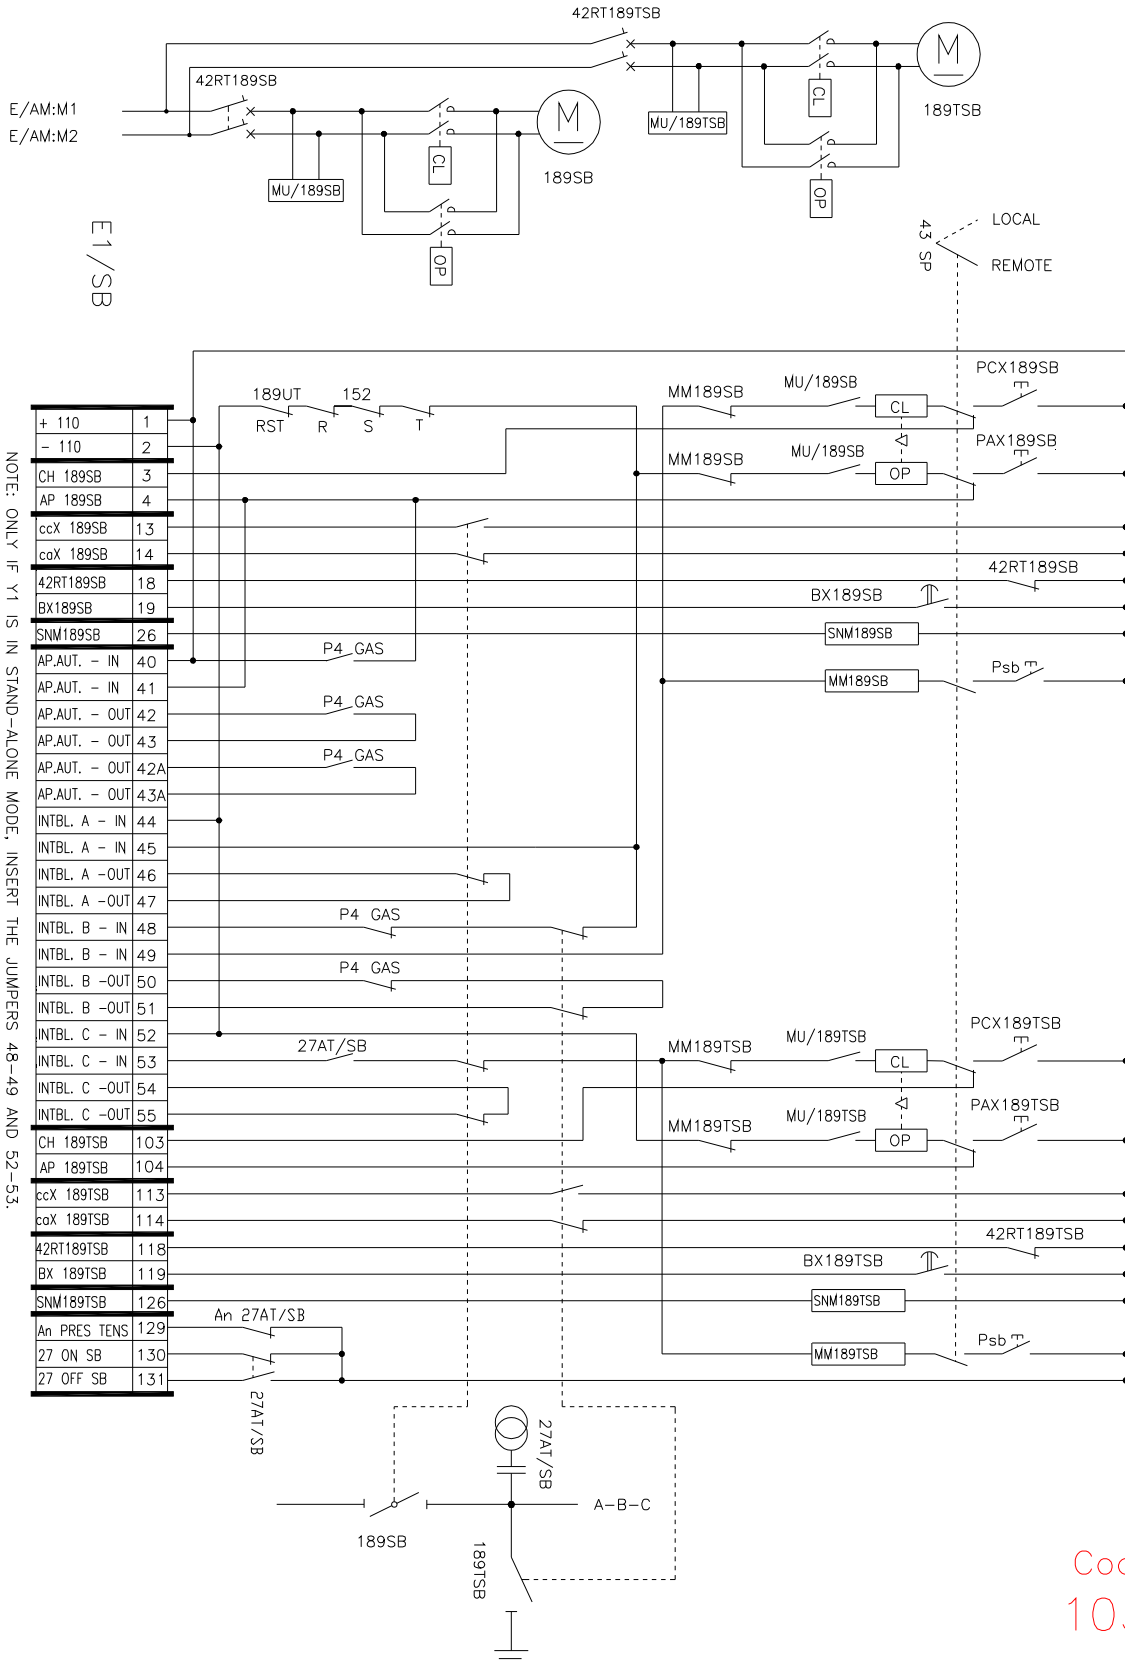 42RT189TSB
M
CL
MU/189TSB
189TSB
OP
42RT189SB
E/AM:M1
E/AM:M2
M
CL
MU/189SB
189SB
OP
E1/SB
43 SP
LOCAL
REMOTE
NOTE: ONLY IF Y1 IS IN STAND-ALONE MODE, INSERT THE JUMPERS 48-49 AND 52-53.
+ 110 1
- 110 2
CH 189SB 3
AP 189SB 4
ccX 189SB 13
caX 189SB 14
42RT189SB 18
BX189SB 19
SNM189SB 26
AP.AUT. - IN 40
AP.AUT. - IN 41
AP.AUT. - OUT 42
AP.AUT. - OUT 43
AP.AUT. - OUT 42A
AP.AUT. - OUT 43A
INTBL. A - IN 44
INTBL. A - IN 45
INTBL. A -OUT 46
INTBL. A -OUT 47
INTBL. B - IN 48
INTBL. B - IN 49
INTBL. B -OUT 50
INTBL. B -OUT 51
INTBL. C - IN 52
INTBL. C - IN 53
INTBL. C -OUT 54
INTBL. C -OUT 55
CH 189TSB 103
AP 189TSB 104
ccX 189TSB 113
caX 189TSB 114
42RT189TSB 118
BX 189TSB 119
SNM189TSB 126
An PRES TENS 129
27 ON SB 130
27 OFF SB 131
189UT 152
RST R S T
MM189SB MU/189SB CL PCX189SB
MM189SB MU/189SB OP PAX189SB
42RT189SB
BX189SB
SNM189SB
P4 GAS
MM189SB Psb
P4 GAS
P4 GAS
P4 GAS
P4 GAS
27AT/SB
MM189TSB MU/189TSB CL PCX189TSB
MM189TSB MU/189TSB OP PAX189TSB
42RT189TSB
BX189TSB
SNM189TSB
An 27AT/SB
MM189TSB Psb
27AT/SB
27AT/SB
A-B-C
189SB
189TSB